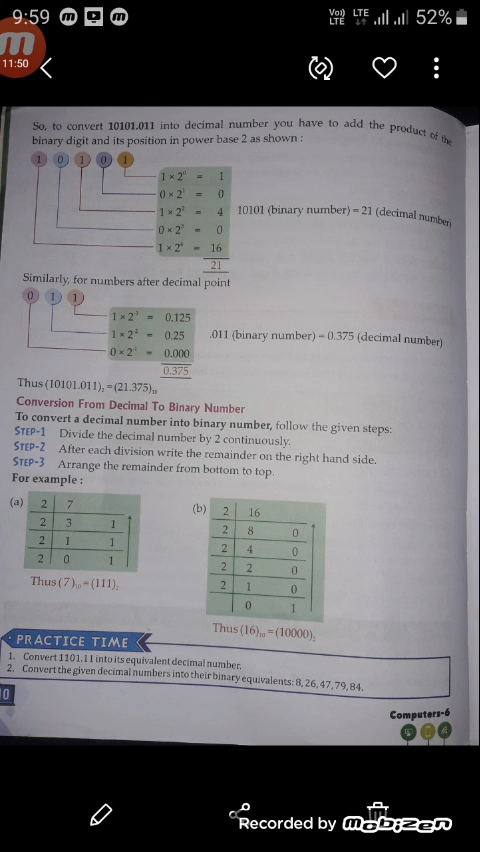 9:59
Vo)) LTE LTE 52%
11:50
So, to convert 10101.011 into decimal number you have to add the product of the
binary digit and its position in power base 2 as shown :
1 0 1 0 1
1 × 2⁰ = 1
0 × 2¹ = 0
1 × 2² = 4 10101 (binary number) = 21 (decimal number)
0 × 2³ = 0
1 × 2⁴ = 16
21
Similarly, for numbers after decimal point
0 1 1
1 × 2⁻³ = 0.125
1 × 2⁻² = 0.25 .011 (binary number) = 0.375 (decimal number)
0 × 2⁻¹ = 0.000
0.375
Thus (10101.011)₂ = (21.375)₁₀
Conversion From Decimal To Binary Number
To convert a decimal number into binary number, follow the given steps:
STEP-1 Divide the decimal number by 2 continuously.
STEP-2 After each division write the remainder on the right hand side.
STEP-3 Arrange the remainder from bottom to top.
For example :
(a) 2 7
2 3 1
2 1 1
2 0 1
Thus (7)₁₀ = (111)₂
(b) 2 16
2 8 0
2 4 0
2 2 0
2 1 0
0 1
Thus (16)₁₀ = (10000)₂
PRACTICE TIME
1. Convert 1101.11 into its equivalent decimal number.
2. Convert the given decimal numbers into their binary equivalents: 8, 26, 47, 79, 84.
10
Computers-6
Recorded by mobizen